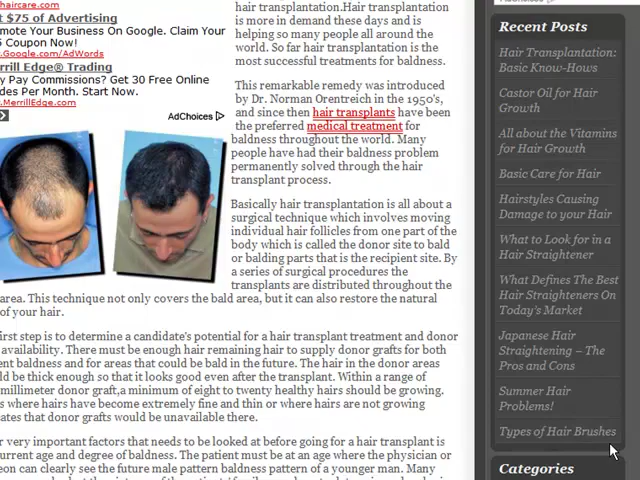 haircare.com
t $75 of Advertising
mote Your Business On Google. Claim Your
5 Coupon Now!
.Google.com/AdWords
rrill Edge® Trading
y Pay Commissions? Get 30 Free Online
des Per Month. Start Now.
.MerrillEdge.com
AdChoices
hair transplantation.Hair transplantation
is more in demand these days and is
helping so many people all around the
world. So far hair transplantation is the
most successful treatments for baldness.
This remarkable remedy was introduced
by Dr. Norman Orentreich in the 1950's,
and since then hair transplants have been
the preferred medical treatment for
baldness throughout the world. Many
people have had their baldness problem
permanently solved through the hair
transplant process.
Basically hair transplantation is all about a
surgical technique which involves moving
individual hair follicles from one part of the
body which is called the donor site to bald
or balding parts that is the recipient site. By
a series of surgical procedures the
transplants are distributed throughout the
area. This technique not only covers the bald area, but it can also restore the natural
of your hair.
first step is to determine a candidate's potential for a hair transplant treatment and donor
availability. There must be enough hair remaining hair to supply donor grafts for both
ent baldness and for areas that could be bald in the future. The hair in the donor areas
ld be thick enough so that it looks good even after the transplant. Within a range of
millimeter donor graft,a minimum of eight to twenty healthy hairs should be growing.
s where hairs have become extremely fine and thin or where hairs are not growing
cates that donor grafts would be unavailable there.
r very important factors that needs to be looked at before going for a hair transplant is
urrent age and degree of baldness. The patient must be at an age where the physician or
eon can clearly see the future male pattern baldness pattern of a younger man. Many
Recent Posts
Hair Transplantation:
Basic Know-Hows
Castor Oil for Hair
Growth
All about the Vitamins
for Hair Growth
Basic Care for Hair
Hairstyles Causing
Damage to your Hair
What to Look for in a
Hair Straightener
What Defines The Best
Hair Straighteners On
Today's Market
Japanese Hair
Straightening – The
Pros and Cons
Summer Hair
Problems!
Types of Hair Brushes
Categories